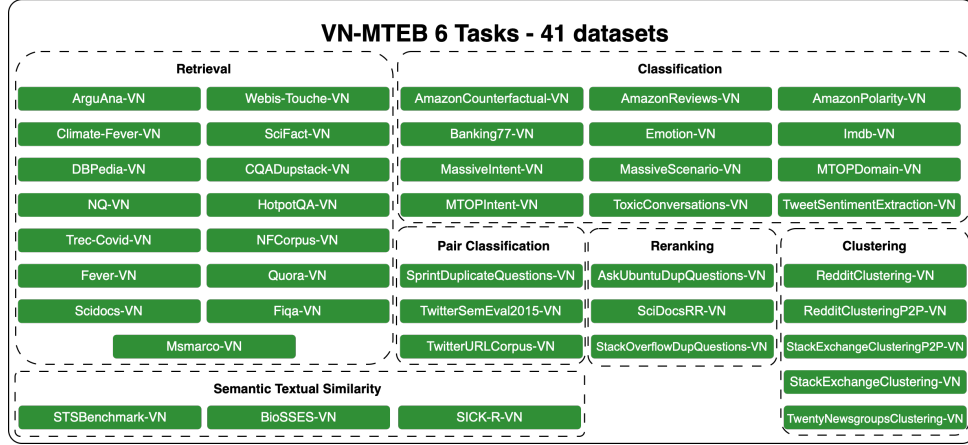 VN-MTEB 6 Tasks - 41 datasets
Retrieval
ArguAna-VN
Webis-Touche-VN
Climate-Fever-VN
SciFact-VN
DBPedia-VN
CQADupstack-VN
NQ-VN
HotpotQA-VN
Trec-Covid-VN
NFCorpus-VN
Fever-VN
Quora-VN
Scidocs-VN
Fiqa-VN
Msmarco-VN
Classification
AmazonCounterfactual-VN
AmazonReviews-VN
AmazonPolarity-VN
Banking77-VN
Emotion-VN
Imdb-VN
MassiveIntent-VN
MassiveScenario-VN
MTOPDomain-VN
MTOPIntent-VN
ToxicConversations-VN
TweetSentimentExtraction-VN
Pair Classification
SprintDuplicateQuestions-VN
TwitterSemEval2015-VN
TwitterURLCorpus-VN
Reranking
AskUbuntuDupQuestions-VN
SciDocsRR-VN
StackOverflowDupQuestions-VN
Clustering
RedditClustering-VN
RedditClusteringP2P-VN
StackExchangeClusteringP2P-VN
StackExchangeClustering-VN
TwentyNewsgroupsClustering-VN
Semantic Textual Similarity
STSBenchmark-VN
BioSSES-VN
SICK-R-VN